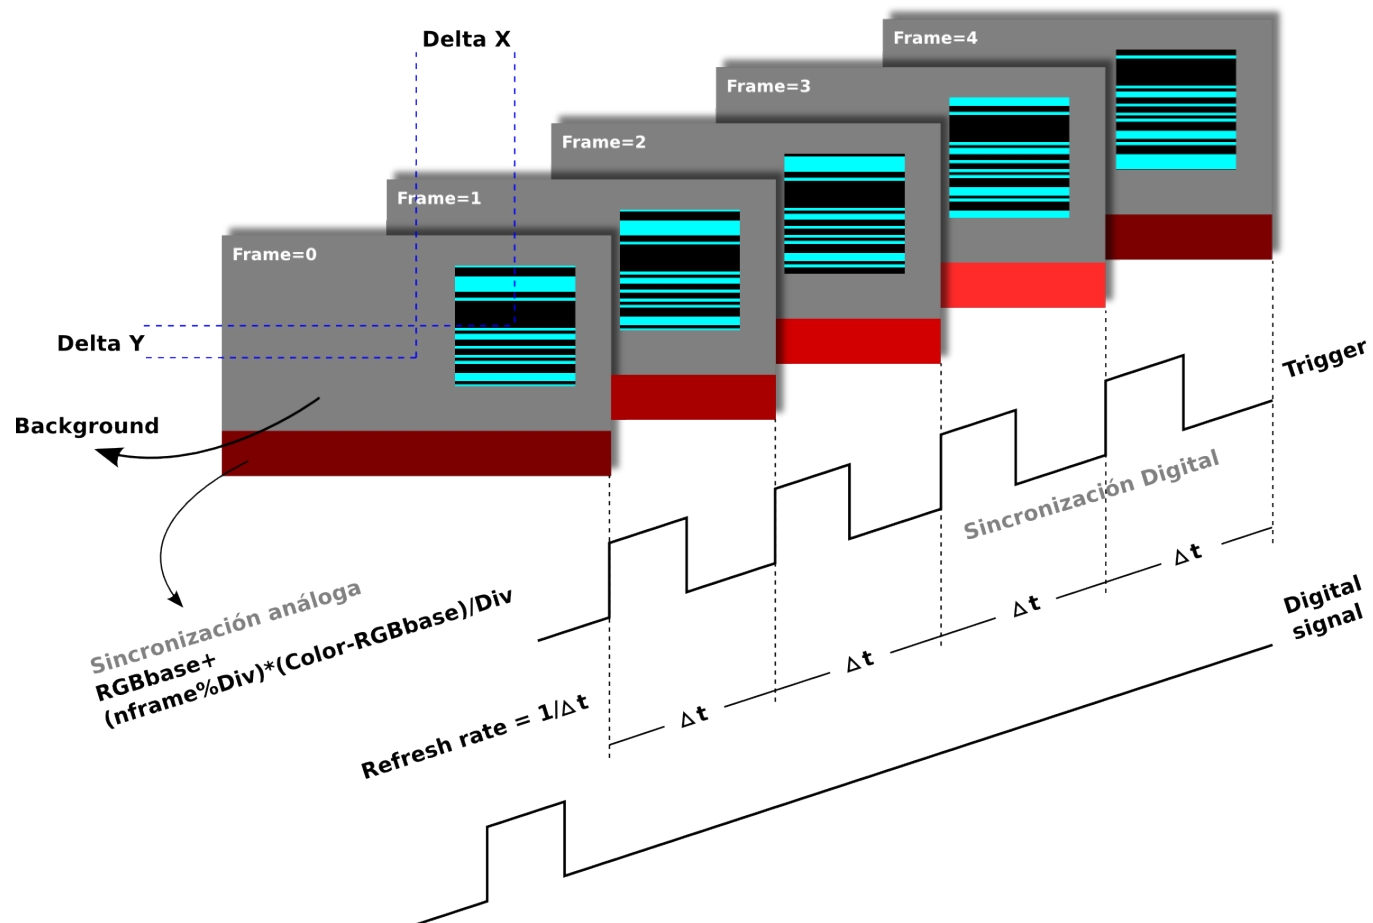 Delta X
Frame=4
Frame=3
Frame=2
Frame=1
Frame=0
Delta Y
Background
Trigger
Sincronización Digital
Sincronización análoga
RGBbase+
(nframe%Div)*(Color-RGBbase)/Div
Refresh rate = 1/Δt
Δt
Δt
Δt
Δt
Digital
signal